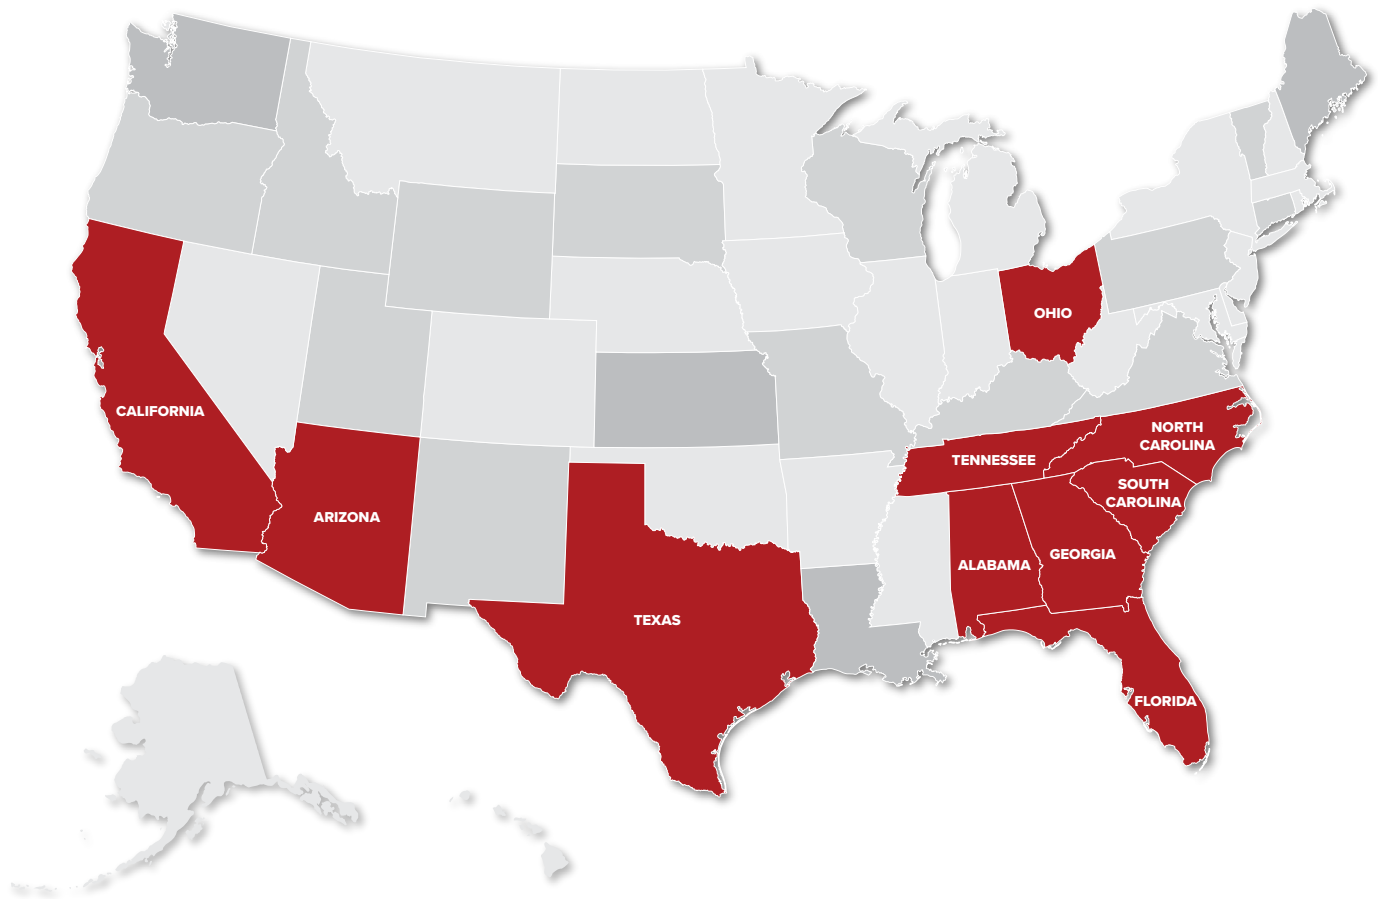 OHIO
CALIFORNIA
NORTH
CAROLINA
TENNESSEE
SOUTH
CAROLINA
ARIZONA
GEORGIA
ALABAMA
TEXAS
FLORIDA